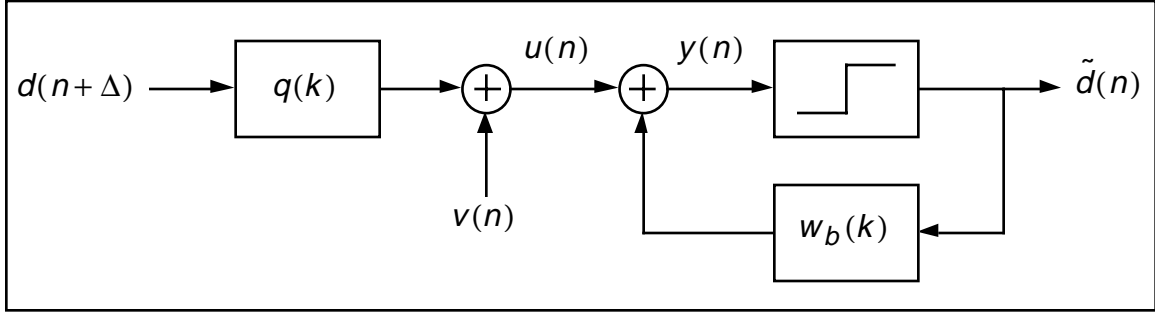 d(n+Δ)
q(k)
+
u(n)
v(n)
+
y(n)
d̃(n)
w_b(k)